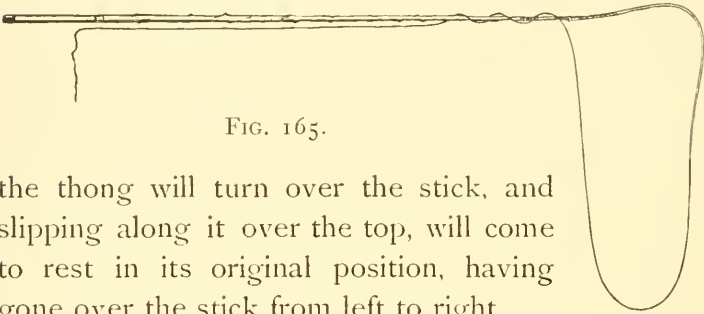 Fig. 165.
the thong will turn over the stick, and
slipping along it over the top, will come
to rest in its original position, having
gone over the stick from left to right